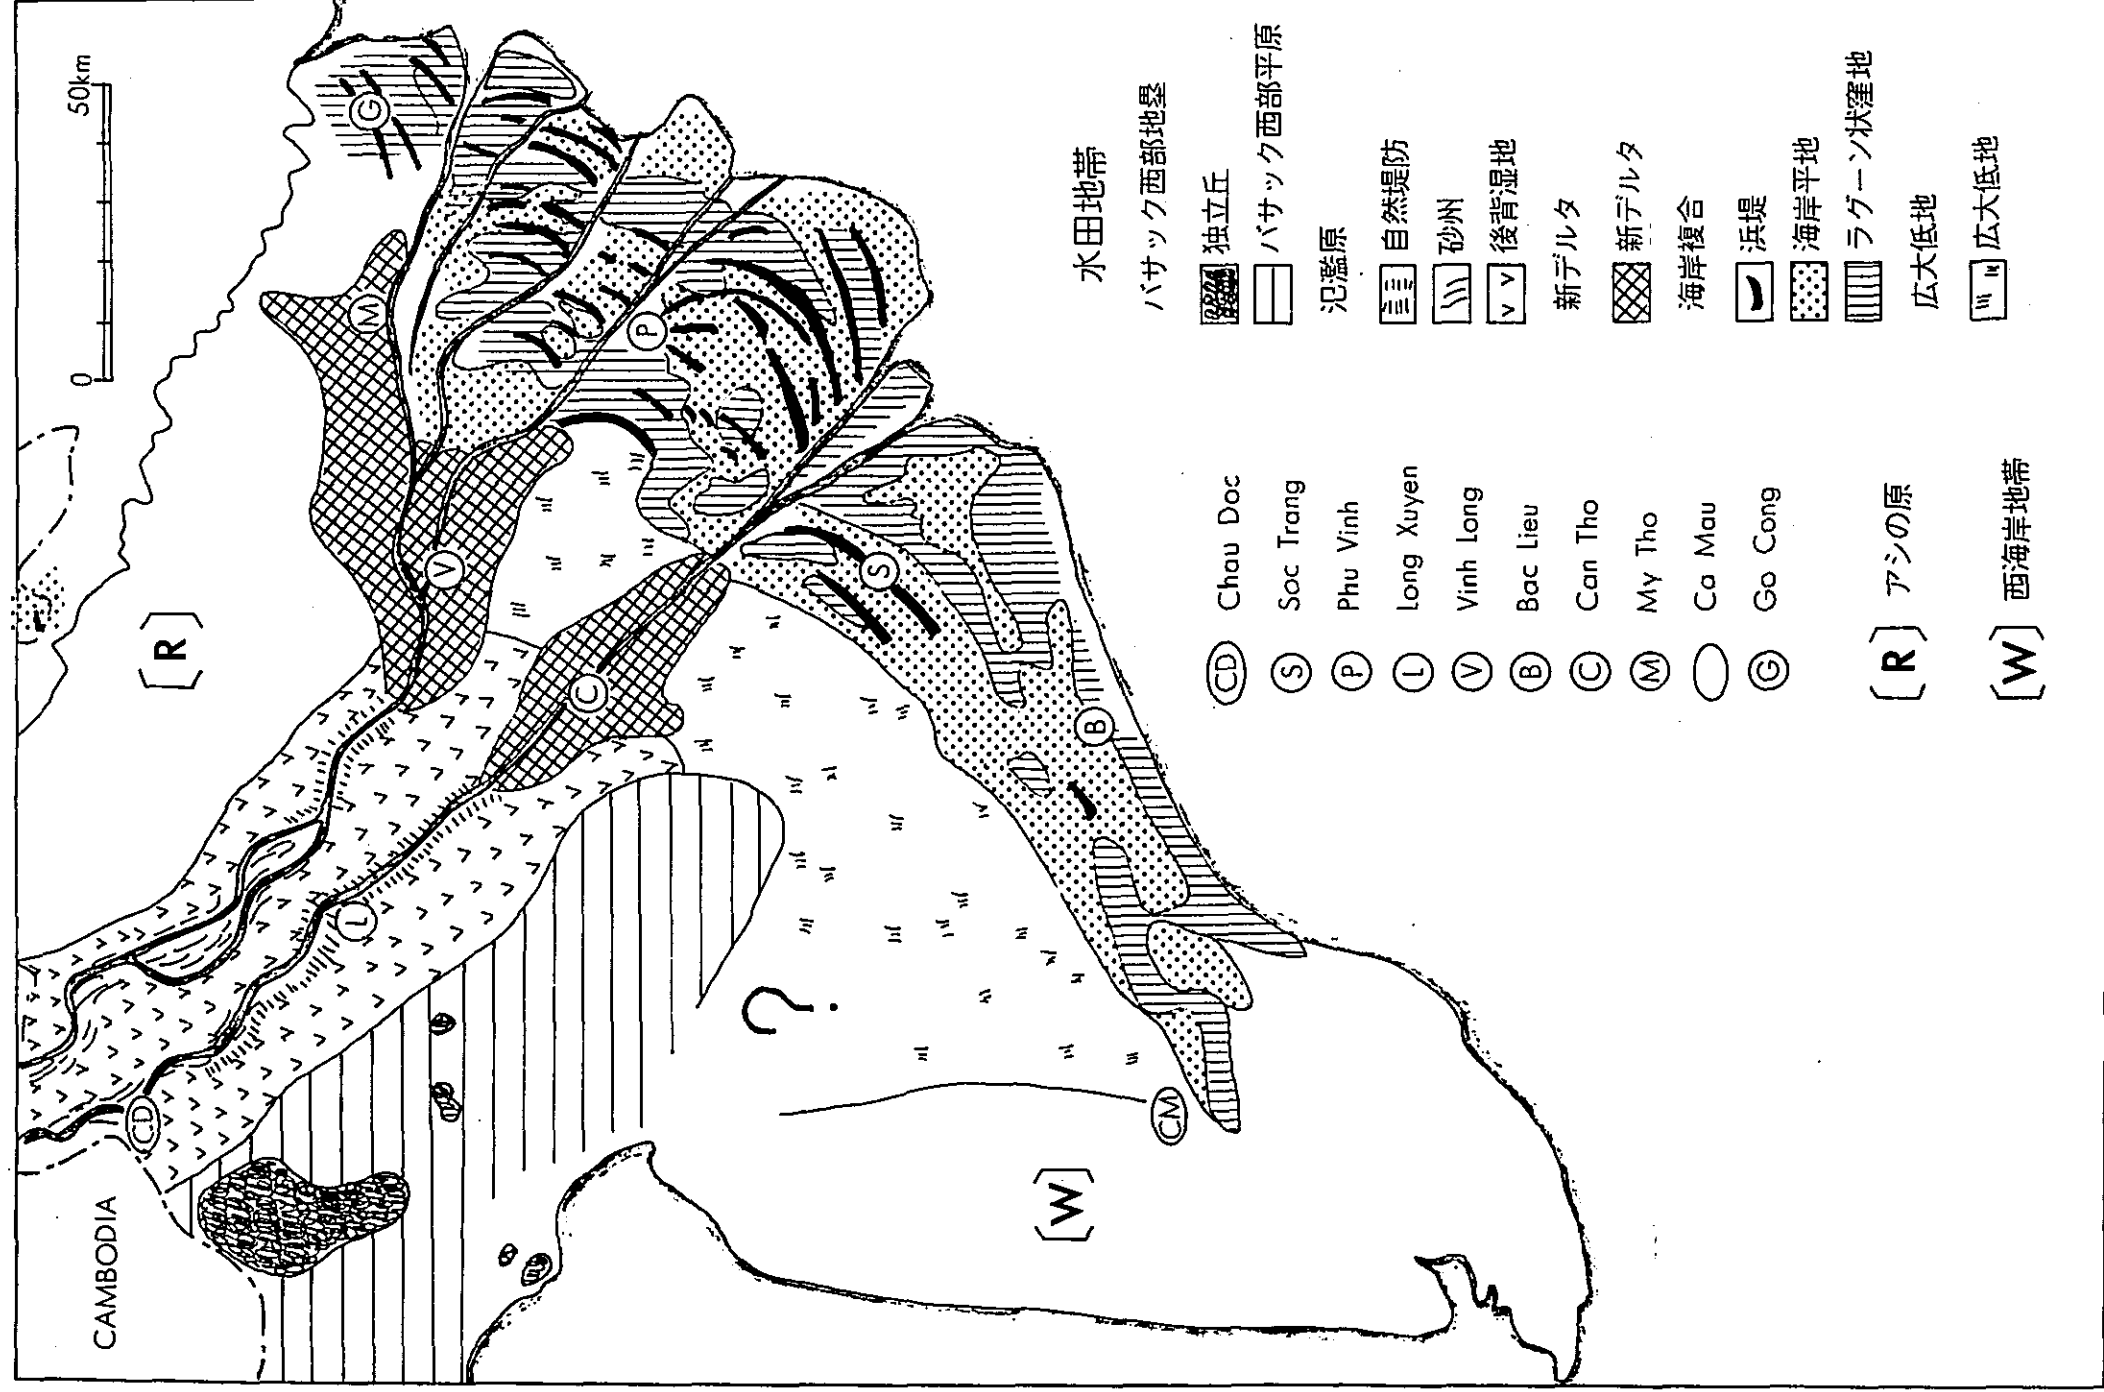 CAMBODIA
0 50km
[R]
[W]
?
CD
L
C
V
M
G
P
S
B
CM
水田地帯
バサック西部地塁
独立丘
バサック西部平原
氾濫原
自然堤防
砂州
後背湿地
新デルタ
新デルタ
海岸複合
浜堤
海岸平地
ラグーン状窪地
広大低地
広大低地
CD Chau Doc
S Soc Trang
P Phu Vinh
L Long Xuyen
V Vinh Long
B Bac Lieu
C Can Tho
M My Tho
Ca Mau
G Go Cong
[R] アシの原
[W] 西海岸地帯